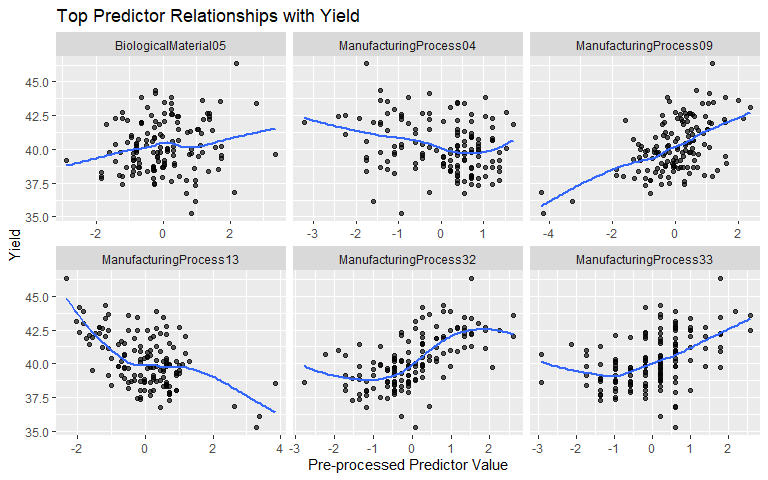 Top Predictor Relationships with Yield
BiologicalMaterial05 ManufacturingProcess04 ManufacturingProcess09
45.0
42.5
40.0
37.5
35.0
-2 0 2 -3 -2 -1 0 1 -4 -2 0 2
Yield
ManufacturingProcess13 ManufacturingProcess32 ManufacturingProcess33
45.0
42.5
40.0
37.5
35.0
-2 0 2 4 -3 -2 -1 0 1 2 -3 -2 -1 0 1 2
Pre-processed Predictor Value